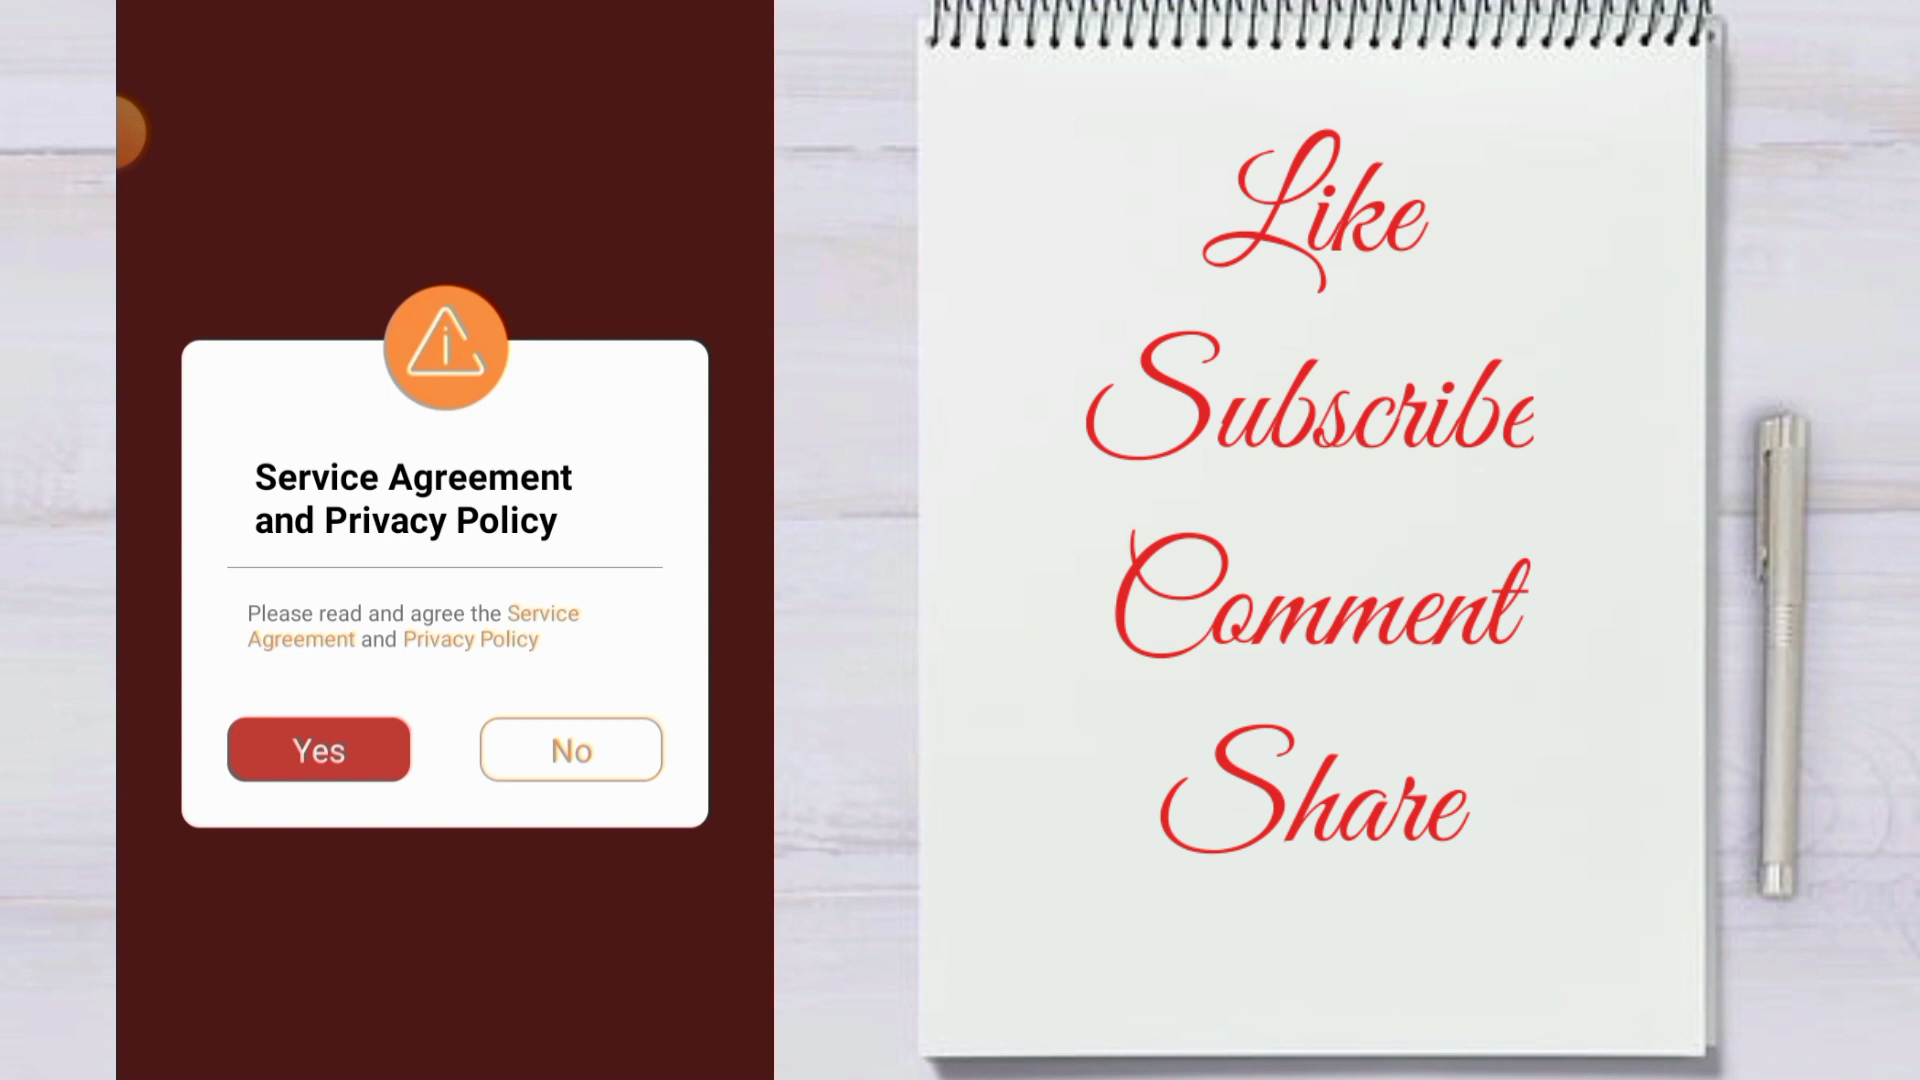 Service Agreement
and Privacy Policy
Please read and agree the Service
Agreement and Privacy Policy
Yes
No
Like
Subscribe
Comment
Share